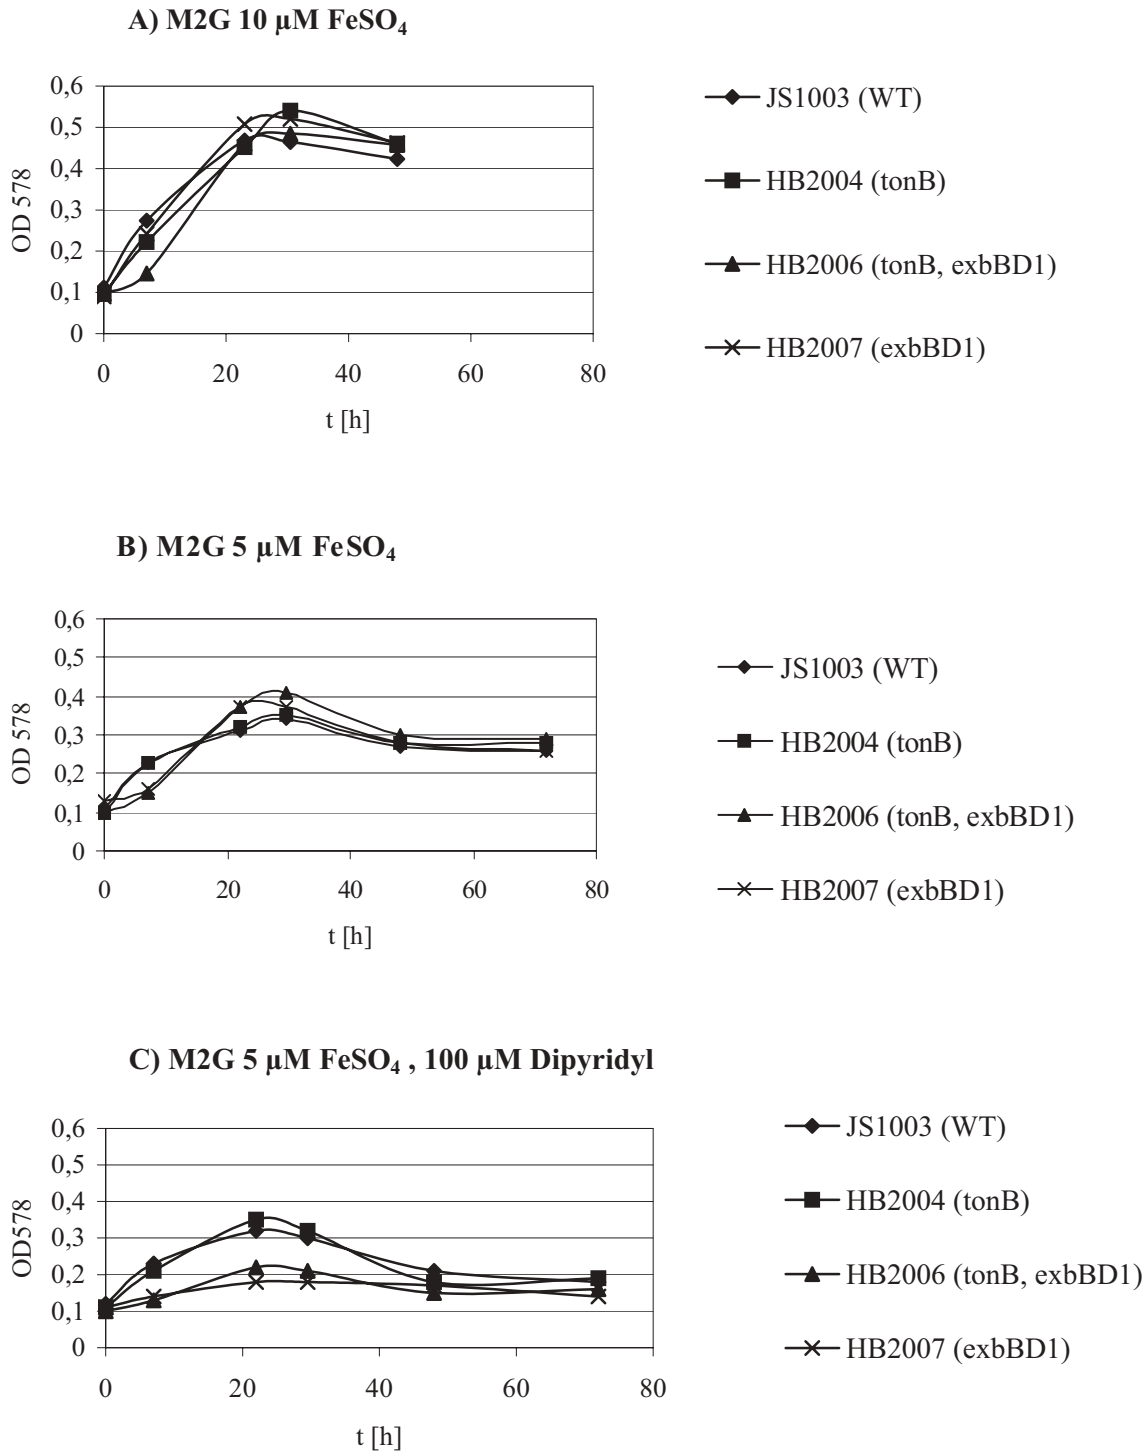 A) M2G 10 µM FeSO₄
0,6
0,5
0,4
0,3
0,2
0,1
0
OD 578
0 20 40 60 80
t [h]
JS1003 (WT)
HB2004 (tonB)
HB2006 (tonB, exbBD1)
HB2007 (exbBD1)
B) M2G 5 µM FeSO₄
0,6
0,5
0,4
0,3
0,2
0,1
0
OD 578
0 20 40 60 80
t [h]
JS1003 (WT)
HB2004 (tonB)
HB2006 (tonB, exbBD1)
HB2007 (exbBD1)
C) M2G 5 µM FeSO₄ , 100 µM Dipyridyl
0,6
0,5
0,4
0,3
0,2
0,1
0
OD578
0 20 40 60 80
t [h]
JS1003 (WT)
HB2004 (tonB)
HB2006 (tonB, exbBD1)
HB2007 (exbBD1)